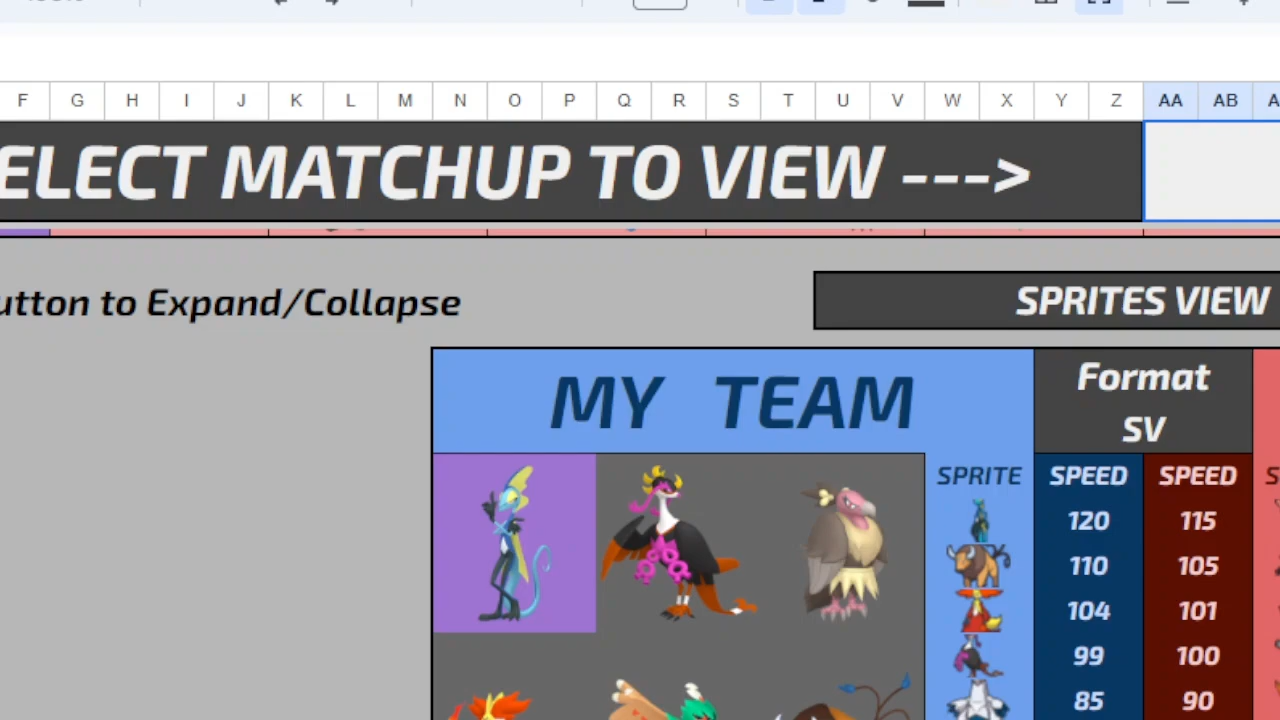 F G H I J K L M N O P Q R S T U V W X Y Z AA AB
ELECT MATCHUP TO VIEW --->
utton to Expand/Collapse
SPRITES VIEW
MY TEAM
Format
SV
SPRITE SPEED SPEED
120 115
110 105
104 101
99 100
85 90